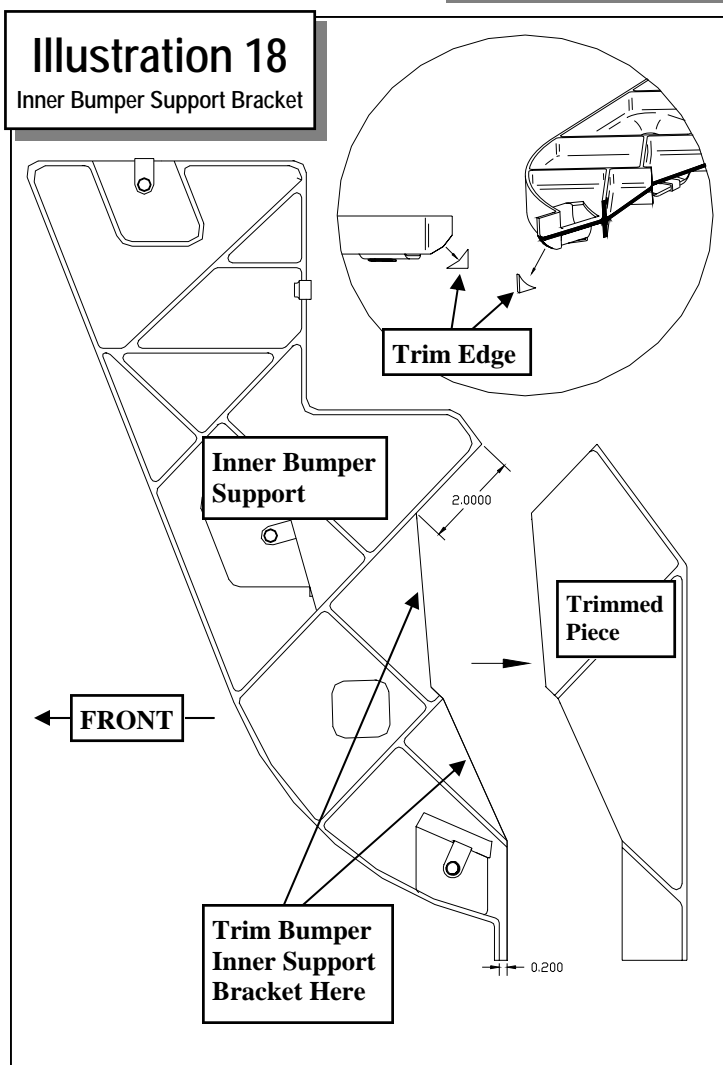 Illustration 18
Inner Bumper Support Bracket
Trim Edge
Inner Bumper
Support
2.0000
Trimmed
Piece
FRONT
Trim Bumper
Inner Support
Bracket Here
0.200